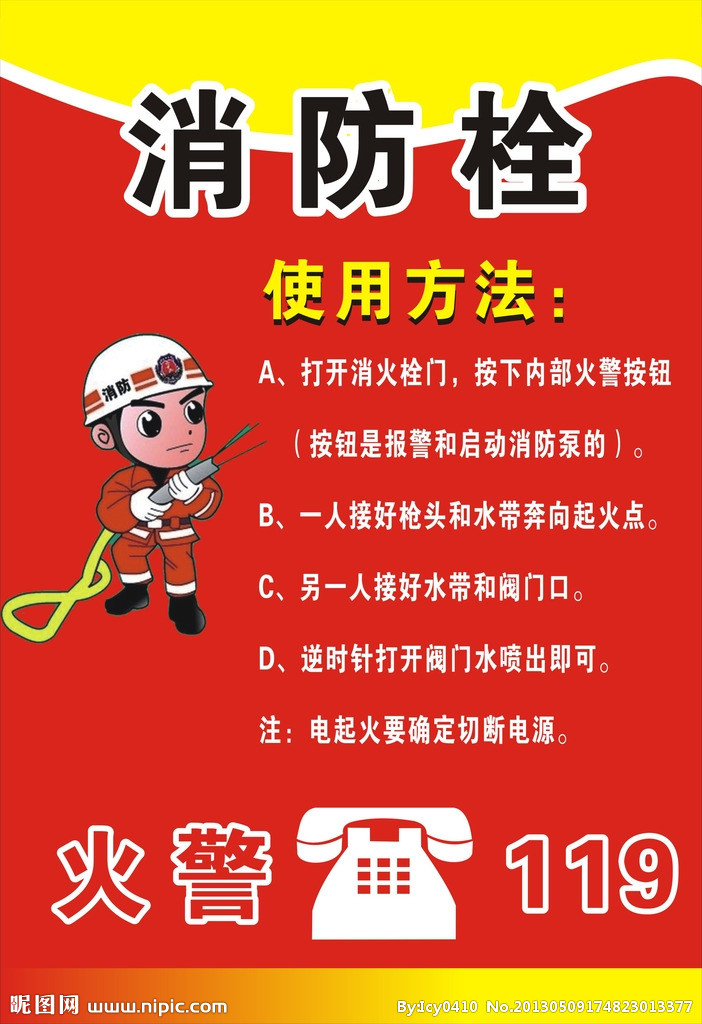 消防栓
使用方法：
消防
A、打开消火栓门，按下内部火警按钮
（按钮是报警和启动消防泵的）。
B、一人接好枪头和水带奔向起火点。
C、另一人接好水带和阀门口。
D、逆时针打开阀门水喷出即可。
注：电起火要确定切断电源。
火警 119
昵图网 www.nipic.com By:Icy0410 No.20130509174823013377